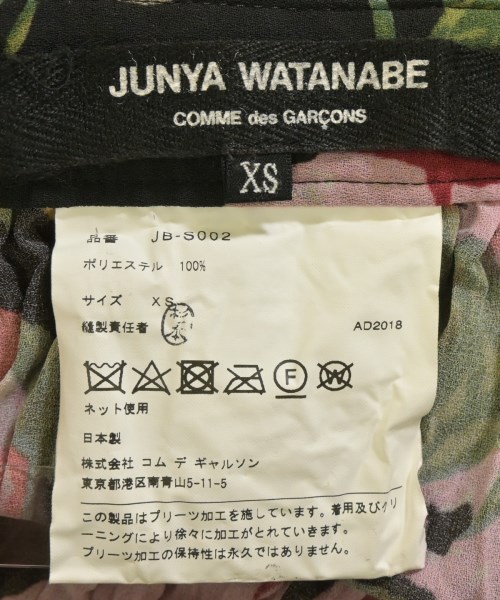 JUNYA WATANABE
COMME des GARÇONS
XS
品番 JB-S002
ポリエステル 100%
サイズ XS
縫製責任者
AD2018
F
W
ネット使用
日本製
株式会社 コム デ ギャルソン
東京都港区南青山5-11-5
この製品はプリーツ加工を施しています。着用及びクリ
ーニングにより徐々に加工がとれていきます。
プリーツ加工の保持性は永久ではありません。